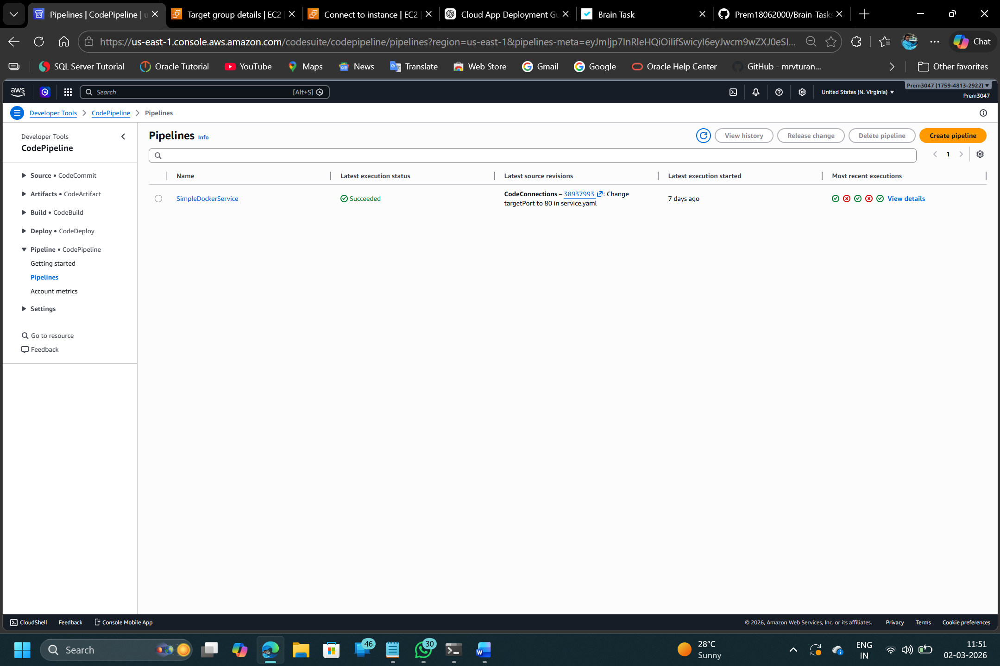 Pipelines | CodePipeline | u
Target group details | EC2
Connect to instance | EC2
Cloud App Deployment Gu
Brain Task
Prem18062000/Brain-Tasks
https://us-east-1.console.aws.amazon.com/codesuite/codepipeline/pipelines?region=us-east-1&pipelines-meta=eyJmIjp7InRleHQiOiIifSwicyI6eyJwcm9wZXJ0eSI...
Chat
SQL Server Tutorial
Oracle Tutorial
YouTube
Maps
News
Translate
Web Store
Gmail
Google
Oracle Help Center
GitHub - mrvturan...
Other favorites
aws
Search
[Alt+S]
United States (N. Virginia)
Prem3047 (1759-4813-2922)
Prem3047
Developer Tools
CodePipeline
Pipelines
Developer Tools
CodePipeline
Source • CodeCommit
Artifacts • CodeArtifact
Build • CodeBuild
Deploy • CodeDeploy
Pipeline • CodePipeline
Getting started
Pipelines
Account metrics
Settings
Go to resource
Feedback
Pipelines Info
View history
Release change
Delete pipeline
Create pipeline
1
Name
Latest execution status
Latest source revisions
Latest execution started
Most recent executions
SimpleDockerService
Succeeded
CodeConnections – 38937993 : Change
targetPort to 80 in service.yaml
7 days ago
View details
CloudShell
Feedback
Console Mobile App
© 2026, Amazon Web Services, Inc. or its affiliates.
Privacy
Terms
Cookie preferences
Search
46
30
28°C
Sunny
ENG
IN
11:51
02-03-2026